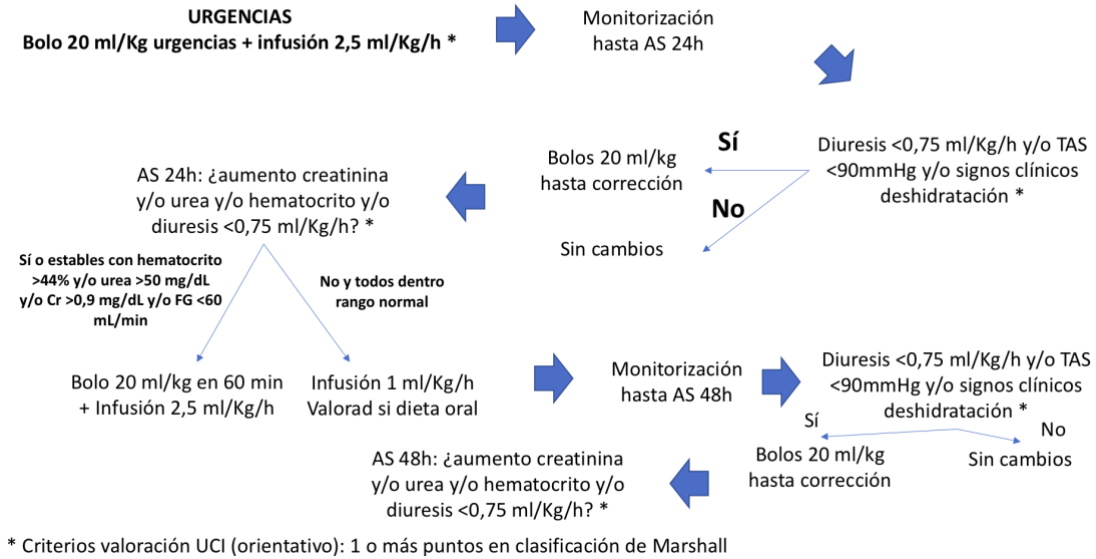 URGENCIAS
Bolo 20 ml/Kg urgencias + infusión 2,5 ml/Kg/h *
Monitorización
hasta AS 24h
Diuresis <0,75 ml/Kg/h y/o TAS
<90mmHg y/o signos clínicos
deshidratación *
Sí
Bolos 20 ml/kg
hasta corrección
No
Sin cambios
AS 24h: ¿aumento creatinina
y/o urea y/o hematocrito y/o
diuresis <0,75 ml/Kg/h? *
Sí o estables con hematocrito
>44% y/o urea >50 mg/dL
y/o Cr >0,9 mg/dL y/o FG <60
mL/min
No y todos dentro
rango normal
Bolo 20 ml/kg en 60 min
+ Infusión 2,5 ml/Kg/h
Infusión 1 ml/Kg/h
Valorad si dieta oral
Monitorización
hasta AS 48h
Diuresis <0,75 ml/Kg/h y/o TAS
<90mmHg y/o signos clínicos
deshidratación *
Sí
No
Bolos 20 ml/kg
hasta corrección
Sin cambios
AS 48h: ¿aumento creatinina
y/o urea y/o hematocrito y/o
diuresis <0,75 ml/Kg/h? *
* Criterios valoración UCI (orientativo): 1 o más puntos en clasificación de Marshall